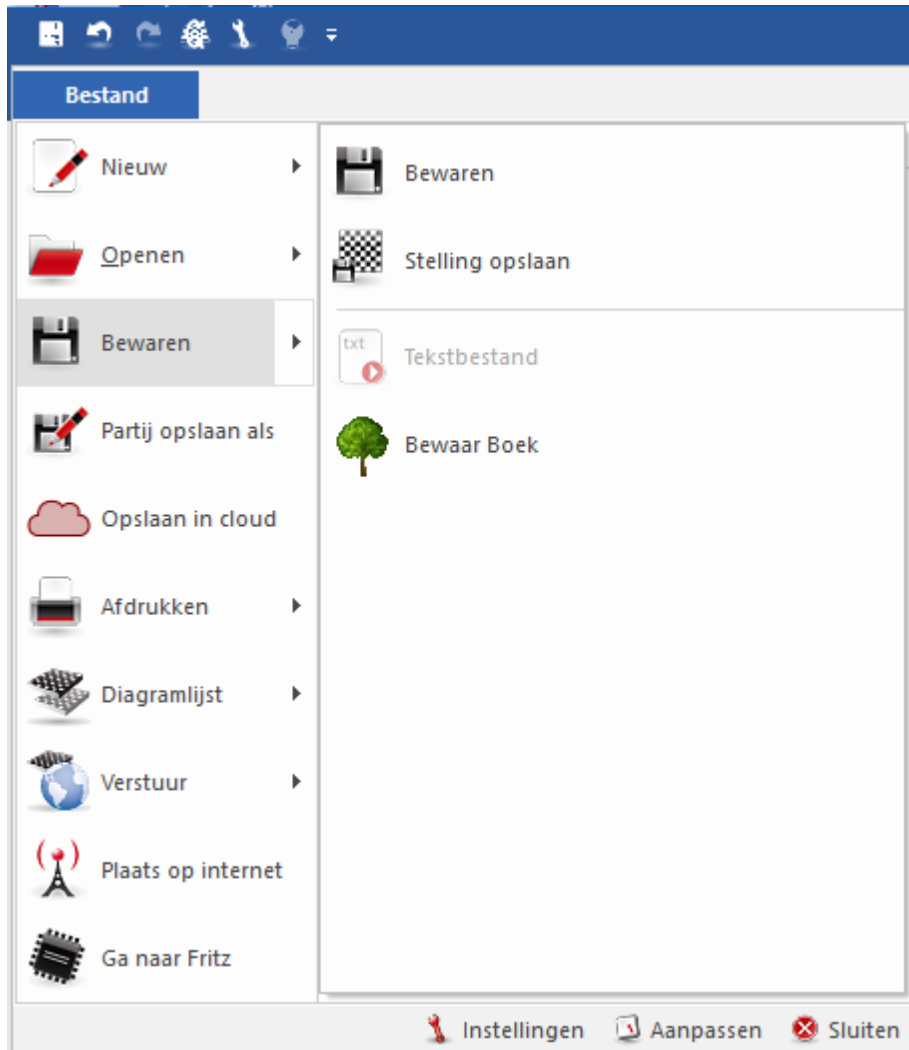 Bestand
Nieuw
Openen
Bewaren
Partij opslaan als
Opslaan in cloud
Afdrukken
Diagramlijst
Verstuur
Plaats op internet
Ga naar Fritz
Bewaren
Stelling opslaan
txt
Tekstbestand
Bewaar Boek
Instellingen
Aanpassen
Sluiten